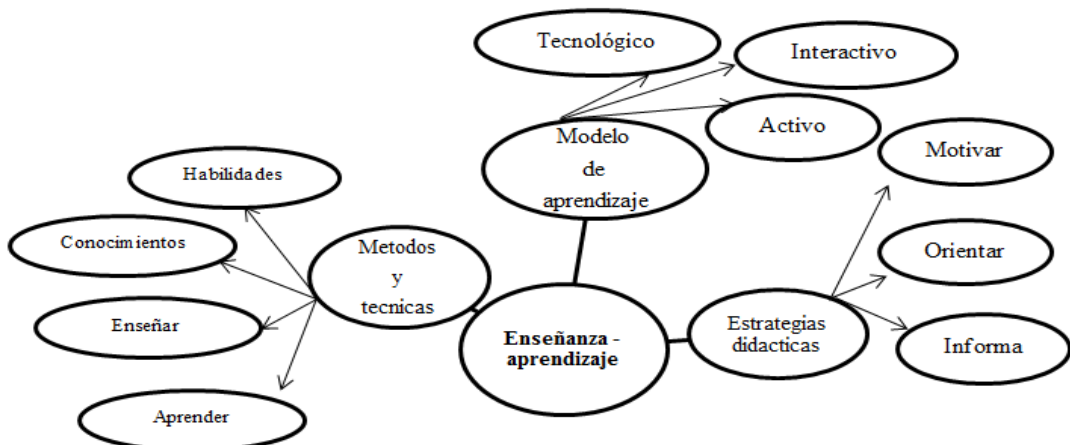 Tecnológico
Interactivo
Activo
Modelo
de
aprendizaje
Motivar
Habilidades
Conocimientos
Metodos
y
tecnicas
Orientar
Enseñar
Enseñanza -
aprendizaje
Estrategias
didacticas
Informa
Aprender